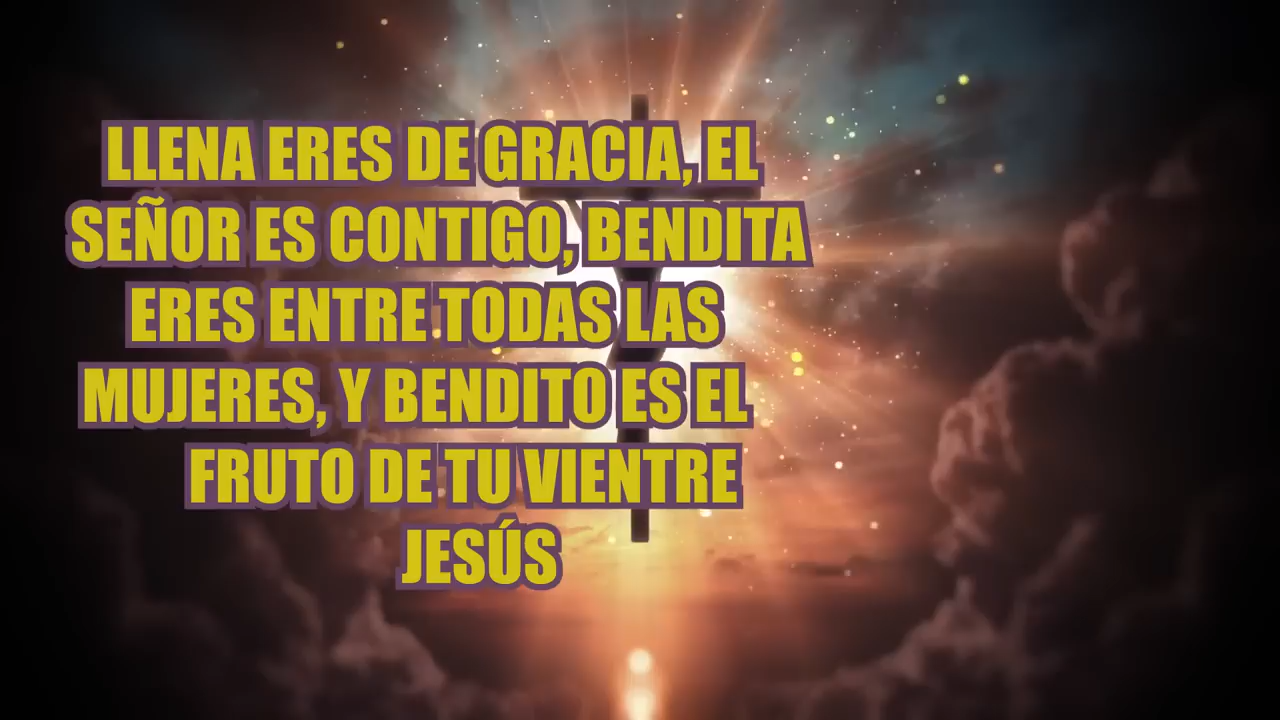 LLENA ERES DE GRACIA, EL
SEÑOR ES CONTIGO, BENDITA
ERES ENTRE TODAS LAS
MUJERES, Y BENDITO ES EL
FRUTO DE TU VIENTRE
JESÚS